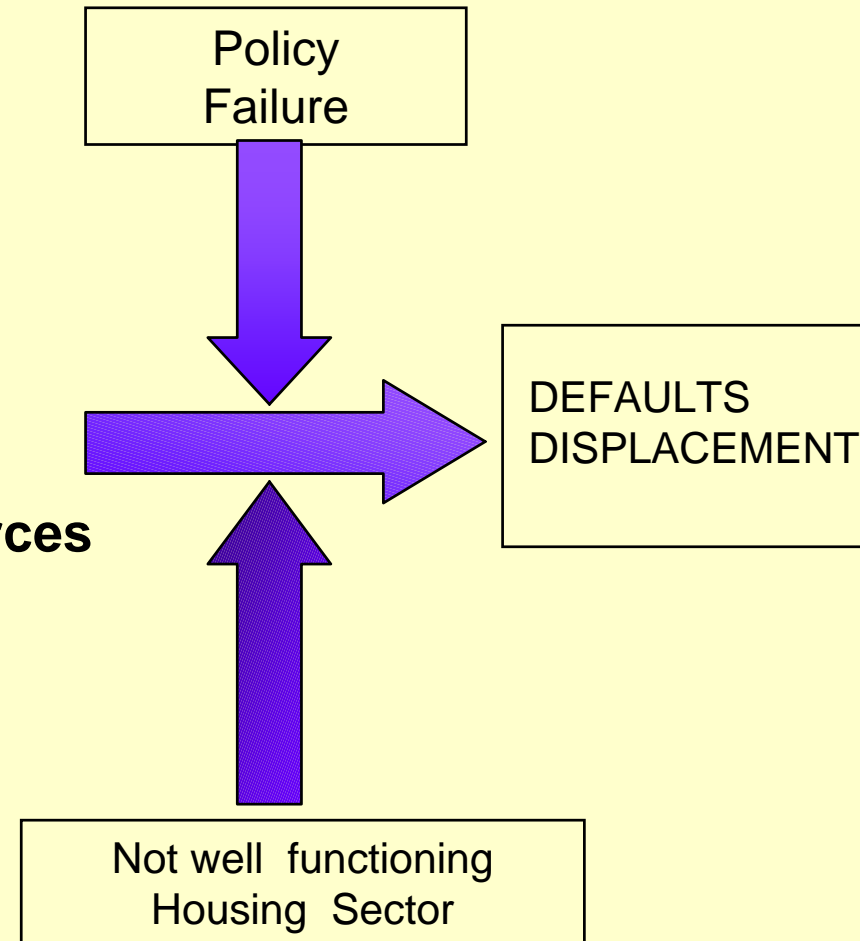 Policy
Failure
DEFAULTS
DISPLACEMENT
Not well functioning
Housing Sector